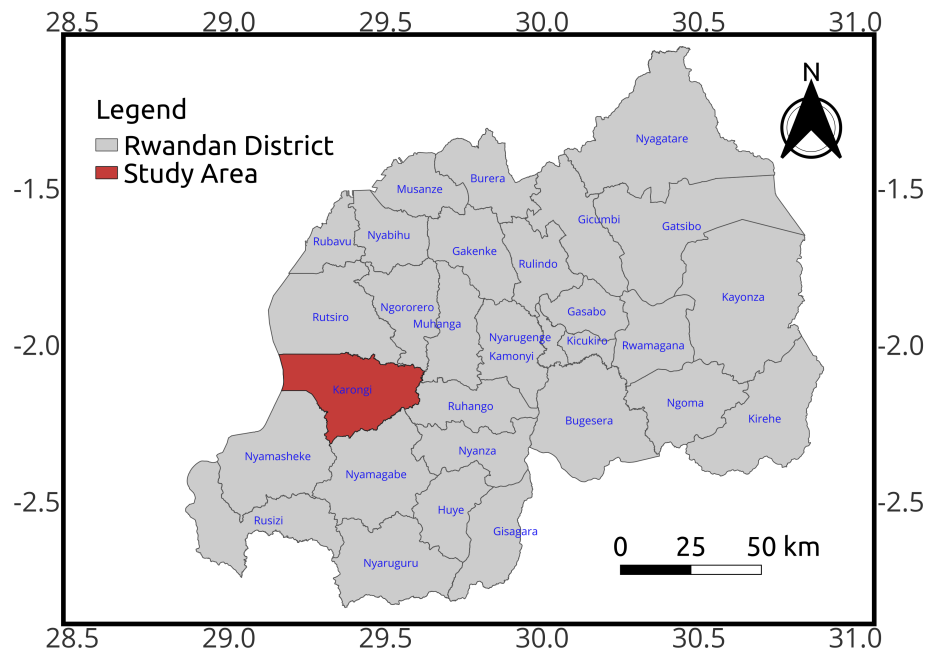 28.5 29.0 29.5 30.0 30.5 31.0
N
Legend
Rwandan District
Study Area
Nyagatare
Burera
Musanze
-1.5 -1.5
Gicumbi
Gatsibo
Nyabihu
Rubavu
Gakenke
Rulindo
Kayonza
Ngororero
Gasabo
Rutsiro
Muhanga
Nyarugenge
Kicukiro
Rwamagana
-2.0 -2.0
Kamonyi
Karongi
Ngoma
Ruhango
Bugesera
Kirehe
Nyanza
Nyamasheke
Nyamagabe
-2.5 -2.5
Huye
Rusizi
Gisagara
0 25 50 km
Nyaruguru
28.5 29.0 29.5 30.0 30.5 31.0